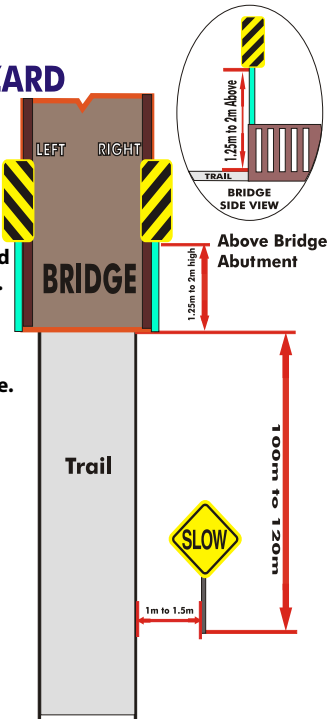 ZARD
LEFT RIGHT
1.25m to 2m Above
TRAIL
BRIDGE
SIDE VIEW
d
.
BRIDGE
1.25m to 2m high
Above Bridge
Abutment
e.
Trail
100m to 120m
SLOW
1m to 1.5m